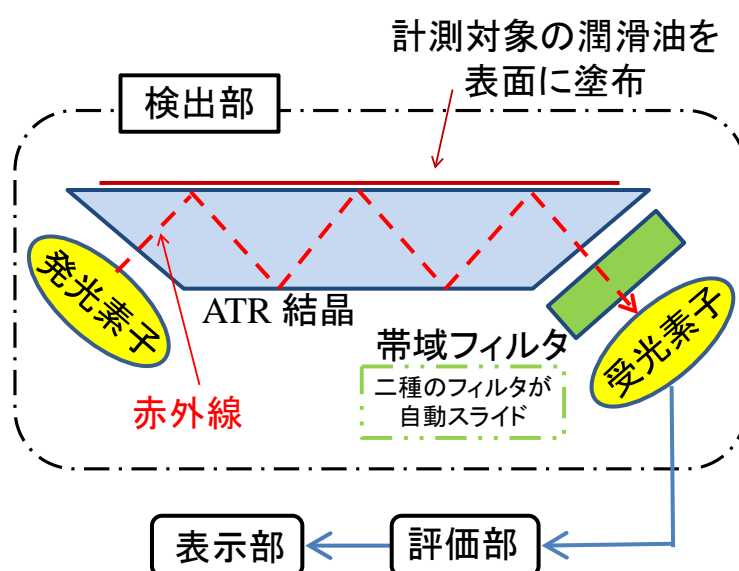 計測対象の潤滑油を
表面に塗布
検出部
発光素子
ATR 結晶
帯域フィルタ
二種のフィルタが
自動スライド
受光素子
赤外線
表示部
評価部